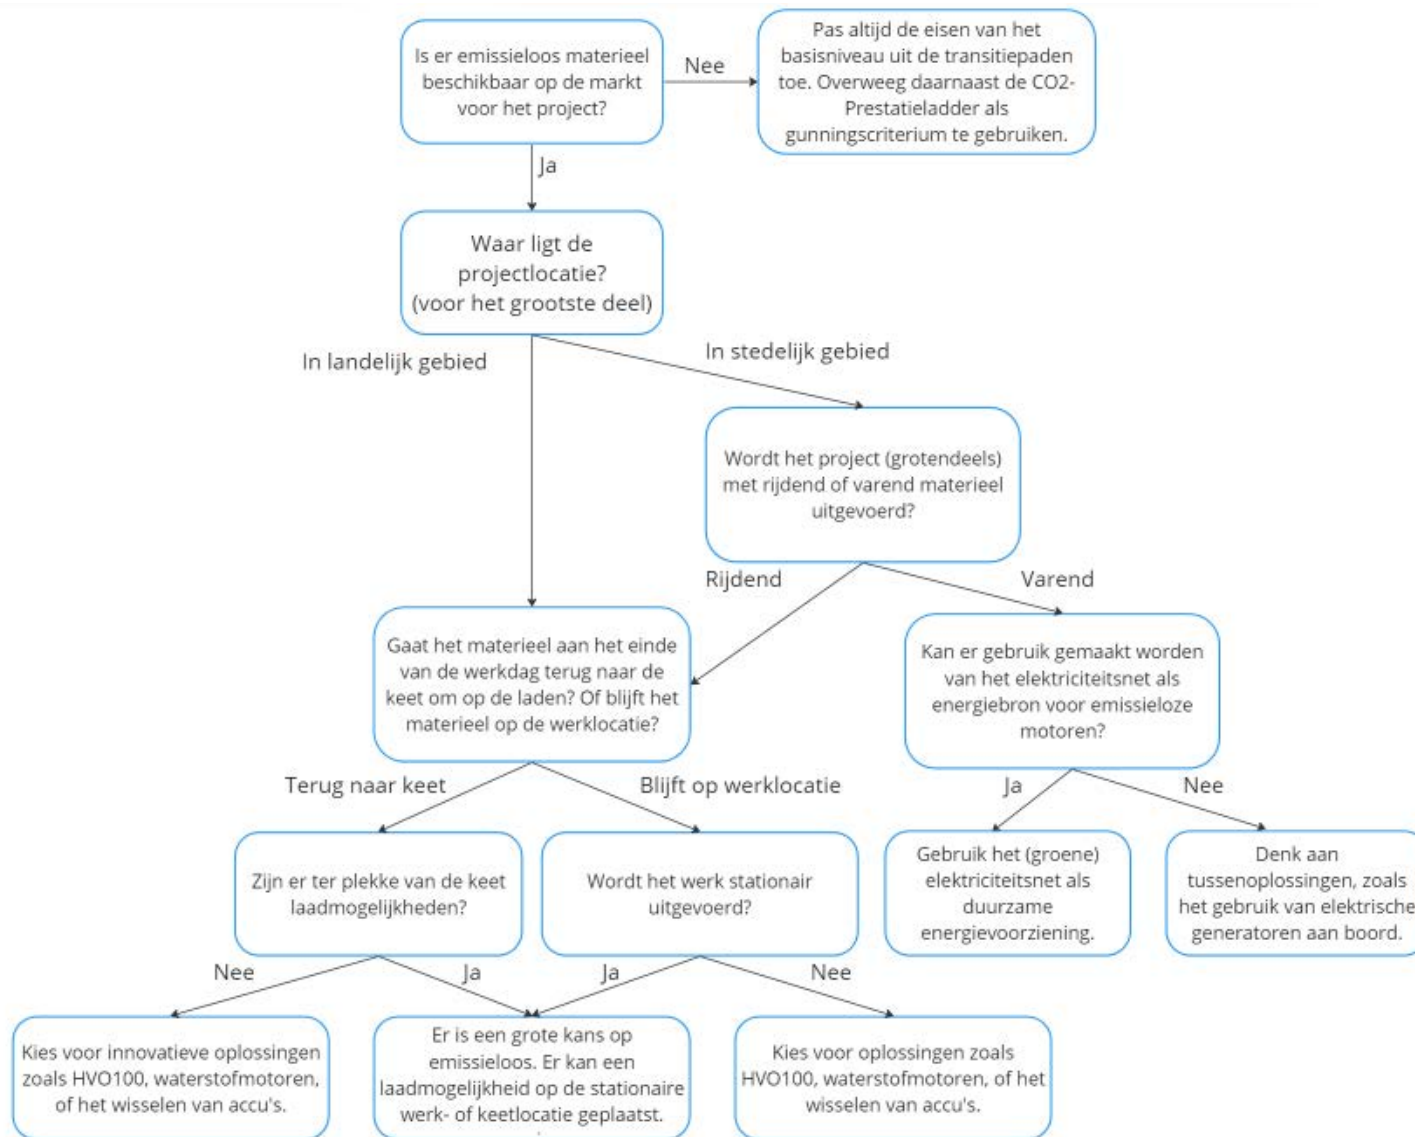 Is er emissieloos materieel
beschikbaar op de markt
voor het project?
Nee
Pas altijd de eisen van het
basisniveau uit de transitiepaden
toe. Overweeg daarnaast de CO2-
Prestatieladder als
gunningscriterium te gebruiken.
Ja
Waar ligt de
projectlocatie?
(voor het grootste deel)
In landelijk gebied
In stedelijk gebied
Wordt het project (grotendeels)
met rijdend of varend materieel
uitgevoerd?
Rijdend
Varend
Gaat het materieel aan het einde
van de werkdag terug naar de
keet om op de laden? Of blijft het
materieel op de werklocatie?
Kan er gebruik gemaakt worden
van het elektriciteitsnet als
energiebron voor emissieloze
motoren?
Terug naar keet
Blijft op werklocatie
Ja
Nee
Zijn er ter plekke van de keet
laadmogelijkheden?
Wordt het werk stationair
uitgevoerd?
Gebruik het (groene)
elektriciteitsnet als
duurzame
energievoorziening.
Denk aan
tussenoplossingen, zoals
het gebruik van elektrische
generatoren aan boord.
Nee
Ja
Ja
Nee
Kies voor innovatieve oplossingen
zoals HVO100, waterstofmotoren,
of het wisselen van accu's.
Er is een grote kans op
emissieloos. Er kan een
laadmogelijkheid op de stationaire
werk- of keetlocatie geplaatst.
Kies voor oplossingen zoals
HVO100, waterstofmotoren, of het
wisselen van accu's.